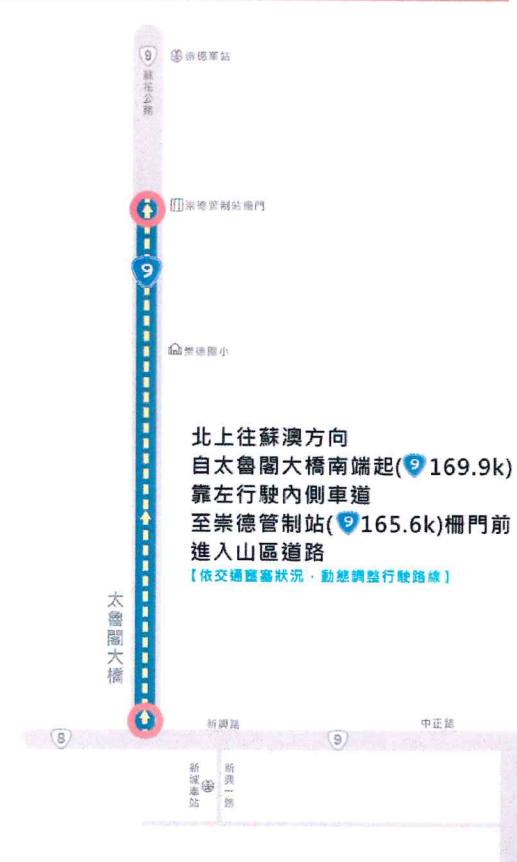 9
崇德車站
蘇花公路
崇德管制站柵門
9
崇德國小
北上往蘇澳方向
自太魯閣大橋南端起(9 169.9k)
靠左行駛內側車道
至崇德管制站(9 165.6k)柵門前
進入山區道路
【依交通壅塞狀況，動態調整行駛路線】
太魯閣大橋
新興路
中正路
8
9
新城車站
新興一路